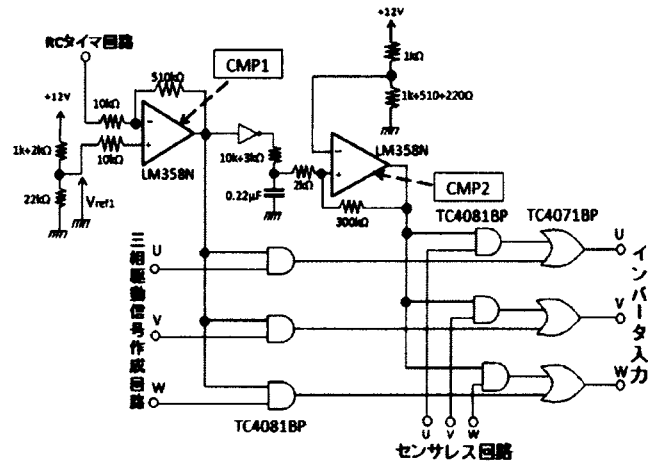 RCタイマ回路
+12V
510kΩ
CMP1
+12V
1kΩ
1k+510+220Ω
10kΩ
10kΩ
1k+2kΩ
22kΩ
Vref1
LM358N
10k+3kΩ
0.22μF
2kΩ
300kΩ
LM358N
CMP2
TC4081BP
TC4071BP
三相駆動信号作成回路
U
V
W
TC4081BP
U
V
W
インバータ入力
U
V
W
センサレス回路